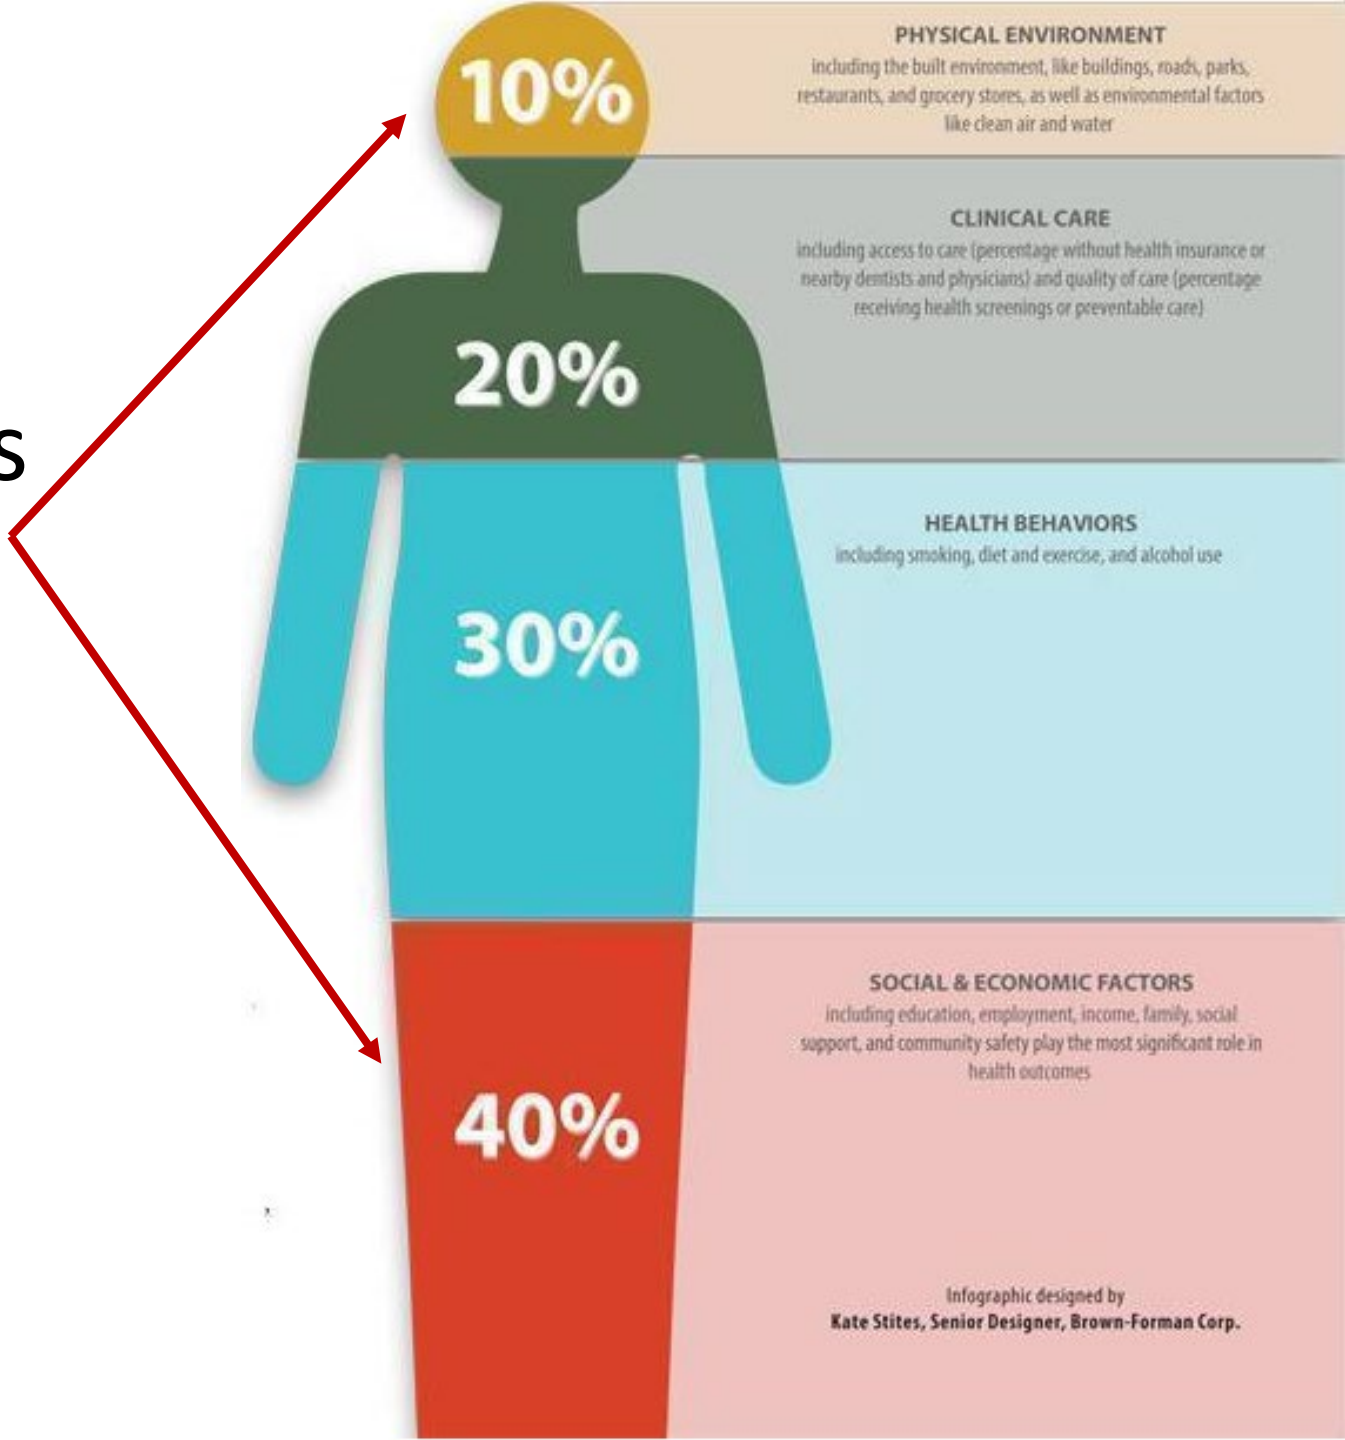 10%
PHYSICAL ENVIRONMENT
including the built environment, like buildings, roads, parks,
restaurants, and grocery stores, as well as environmental factors
like clean air and water
CLINICAL CARE
including access to care (percentage without health insurance or
nearby dentists and physicians) and quality of care (percentage
receiving health screenings or preventable care)
20%
s
HEALTH BEHAVIORS
including smoking, diet and exercise, and alcohol use
30%
SOCIAL & ECONOMIC FACTORS
including education, employment, income, family, social
support, and community safety play the most significant role in
health outcomes
40%
Infographic designed by
Kate Stites, Senior Designer, Brown-Forman Corp.